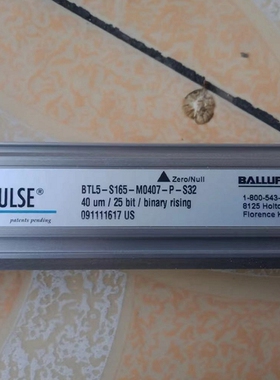 ULSE®
patents pending
Zero/Null
BTL5-S165-M0407-P-S32
40 um / 25 bit / binary rising
091111617 US
BALLUF
1-800-543-
8125 Holto
Florence K